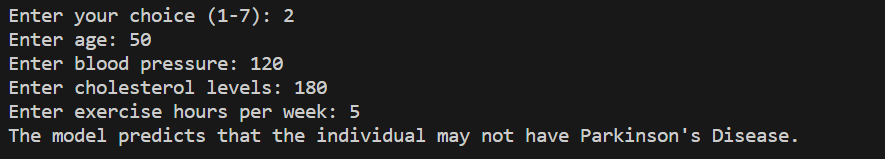 Enter your choice (1-7): 2
Enter age: 50
Enter blood pressure: 120
Enter cholesterol levels: 180
Enter exercise hours per week: 5
The model predicts that the individual may not have Parkinson's Disease.